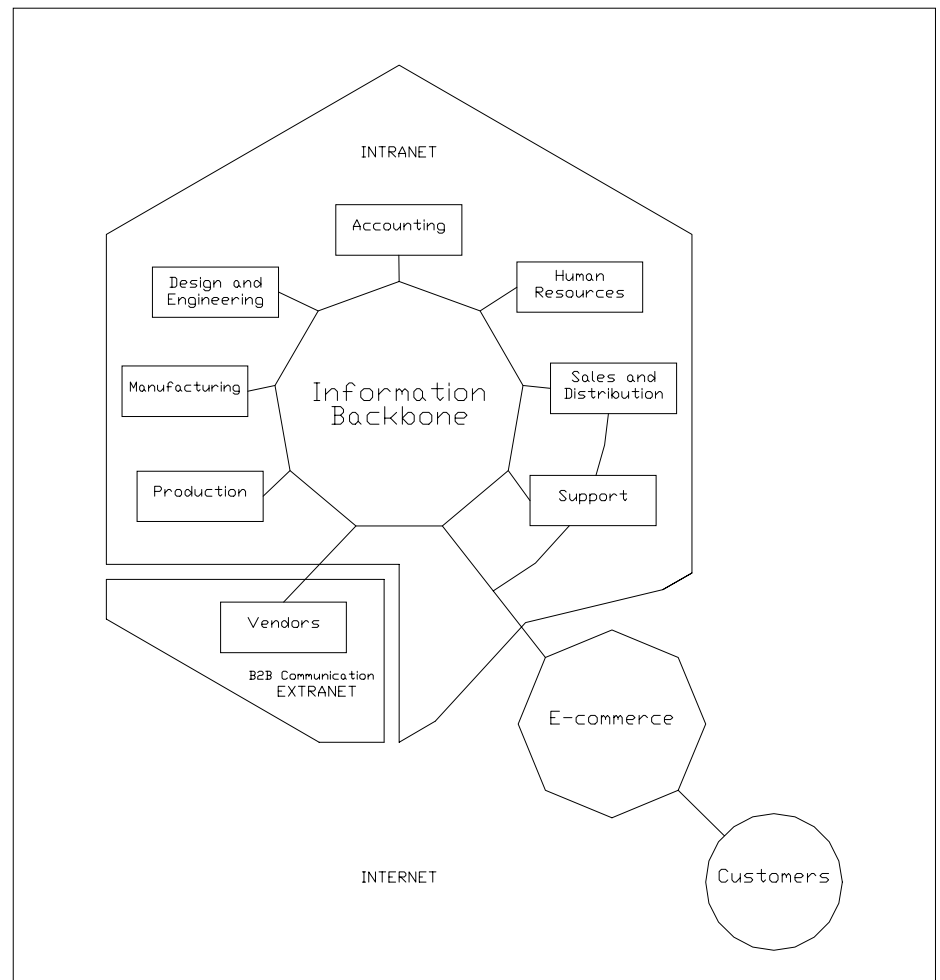 INTRANET
Accounting
Design and
Engineering
Human
Resources
Manufacturing
Information
Backbone
Sales and
Distribution
Production
Support
Vendors
B2B Communication
EXTRANET
E-commerce
INTERNET
Customers